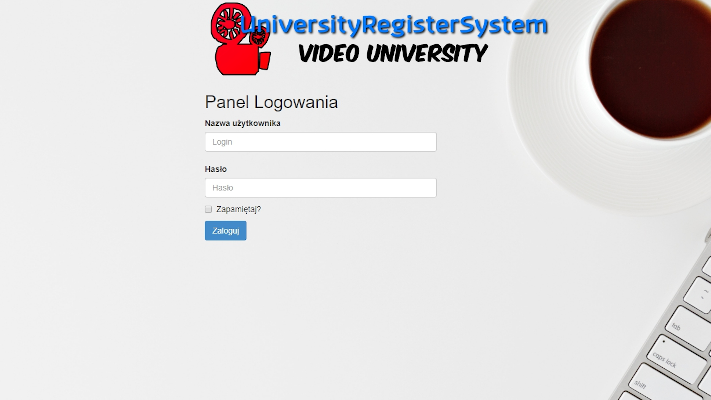 UniversityRegisterSystem
VIDEO UNIVERSITY
Panel Logowania
Nazwa użytkownika
Login
Hasło
Hasło
Zapamiętaj?
Zaloguj
tab
caps lock
shift